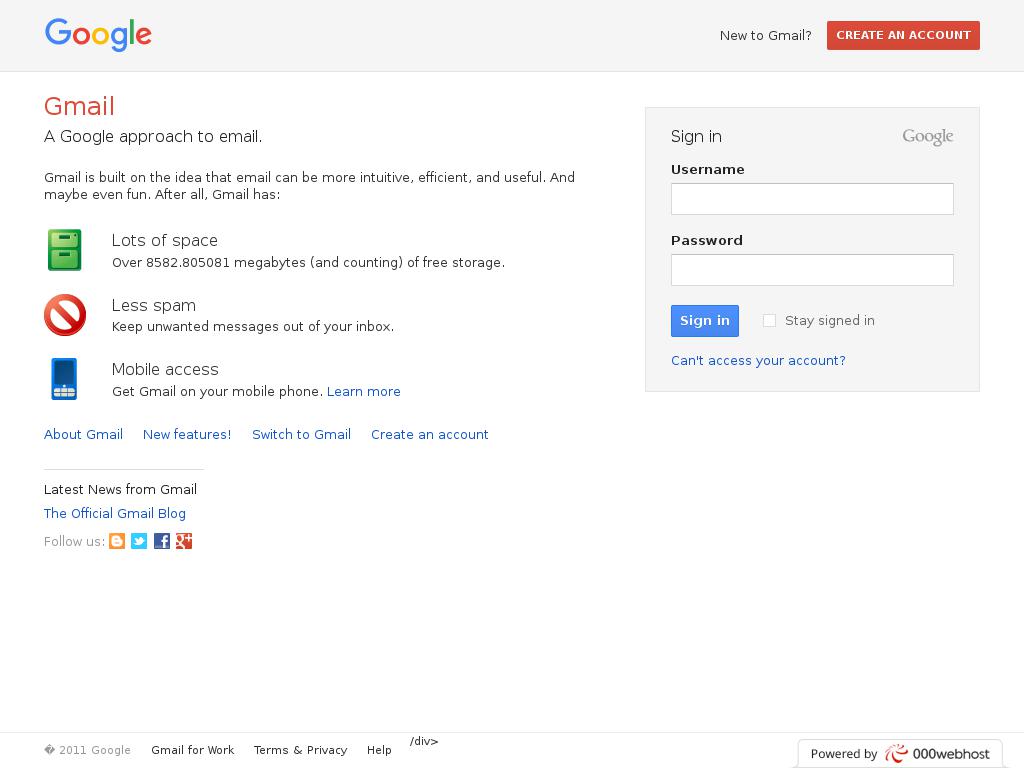 Google
New to Gmail? CREATE AN ACCOUNT
Gmail
A Google approach to email.
Gmail is built on the idea that email can be more intuitive, efficient, and useful. And
maybe even fun. After all, Gmail has:
Lots of space
Over 8582.805081 megabytes (and counting) of free storage.
Less spam
Keep unwanted messages out of your inbox.
Mobile access
Get Gmail on your mobile phone. Learn more
About Gmail New features! Switch to Gmail Create an account
Latest News from Gmail
The Official Gmail Blog
Follow us:
Sign in Google
Username
Password
Sign in Stay signed in
Can't access your account?
� 2011 Google Gmail for Work Terms & Privacy Help /div>
Powered by 000webhost